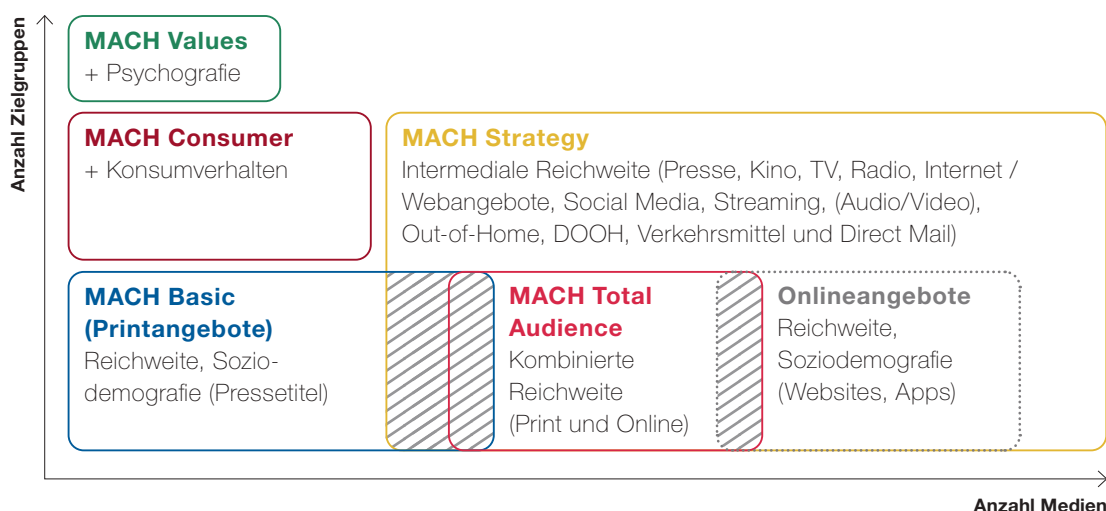 Anzahl Zielgruppen
MACH Values
+ Psychografie
MACH Consumer
+ Konsumverhalten
MACH Strategy
Intermediale Reichweite (Presse, Kino, TV, Radio, Internet /
Webangebote, Social Media, Streaming, (Audio/Video),
Out-of-Home, DOOH, Verkehrsmittel und Direct Mail)
MACH Basic
(Printangebote)
Reichweite, Sozio-
demografie (Pressetitel)
MACH Total
Audience
Kombinierte
Reichweite
(Print und Online)
Onlineangebote
Reichweite,
Soziodemografie
(Websites, Apps)
Anzahl Medien